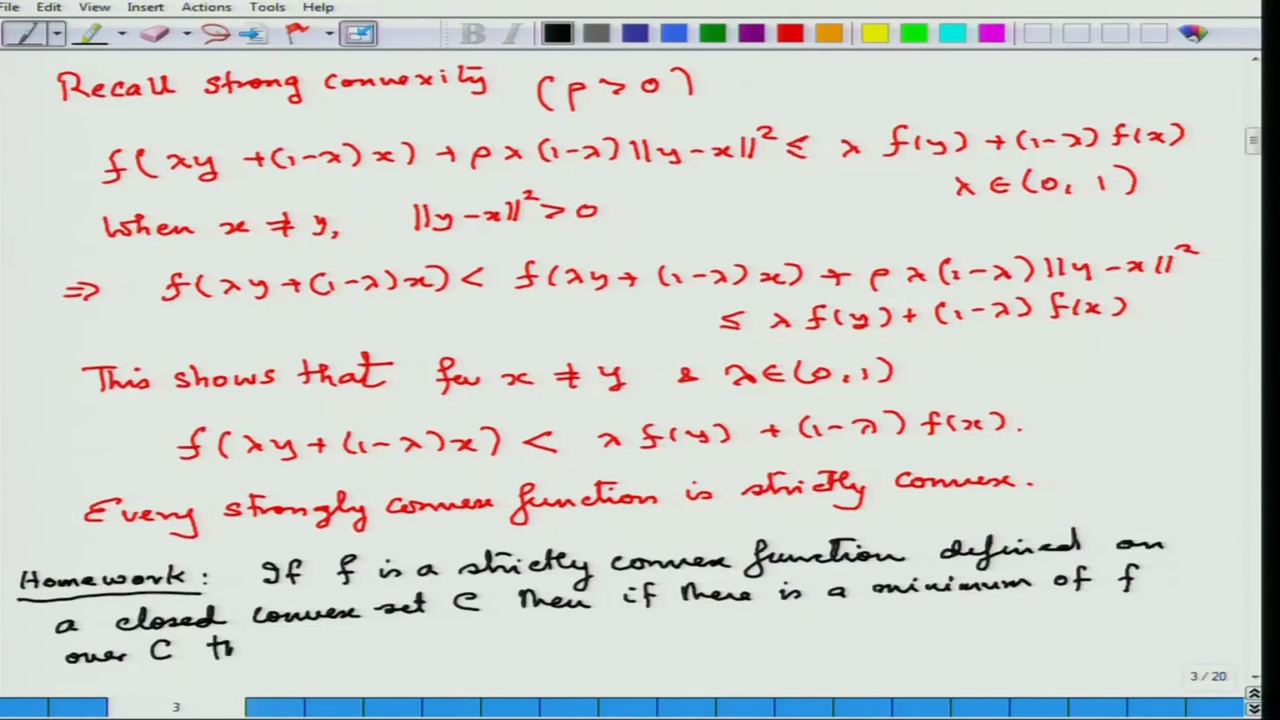 File Edit View Insert Actions Tools Help
B I
Recall strong convexity (ρ > 0)
f(λy + (1-λ)x) + ρ λ (1-λ) ||y-x||² ≤ λ f(y) + (1-λ) f(x)
λ ∈ (0, 1)
When x ≠ y, ||y-x||² > 0
⇒ f(λy + (1-λ)x) < f(λy + (1-λ)x) + ρ λ (1-λ) ||y-x||²
≤ λ f(y) + (1-λ) f(x)
This shows that for x ≠ y & λ ∈ (0, 1)
f(λy + (1-λ)x) < λ f(y) + (1-λ) f(x).
Every strongly convex function is strictly convex.
Homework: If f is a strictly convex function defined on
a closed convex set C then if there is a minimum of f
over C th
3 / 20
3